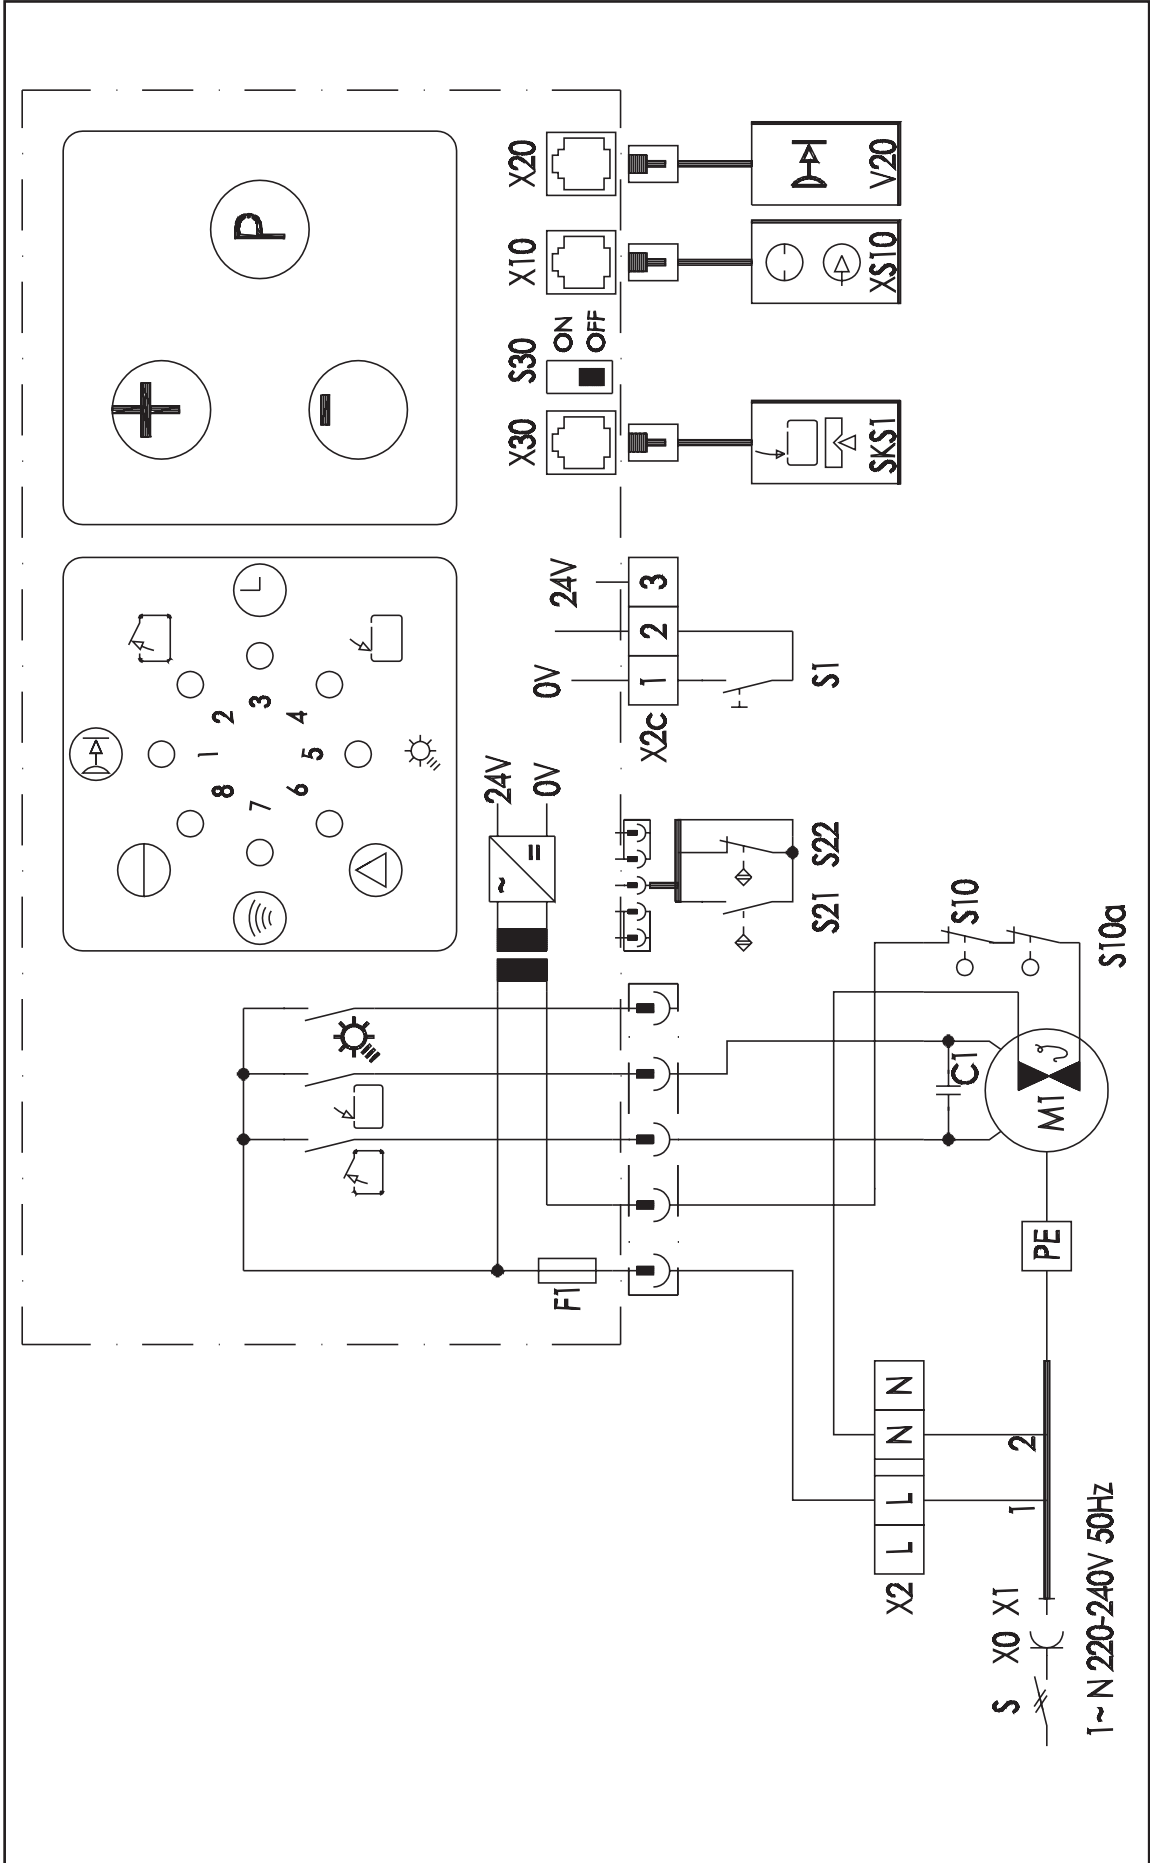 P
+
-
1
2
3
4
5
6
7
8
X20
X10
S30
ON
OFF
X30
V20
XS10
SKS1
24V
0V
X2c
1
2
3
S1
24V
0V
~
=
S21
S22
F1
S10
S10a
C1
M1
PE
X2
L
L
N
N
1
2
S
X0
X1
1~ N 220-240V 50Hz